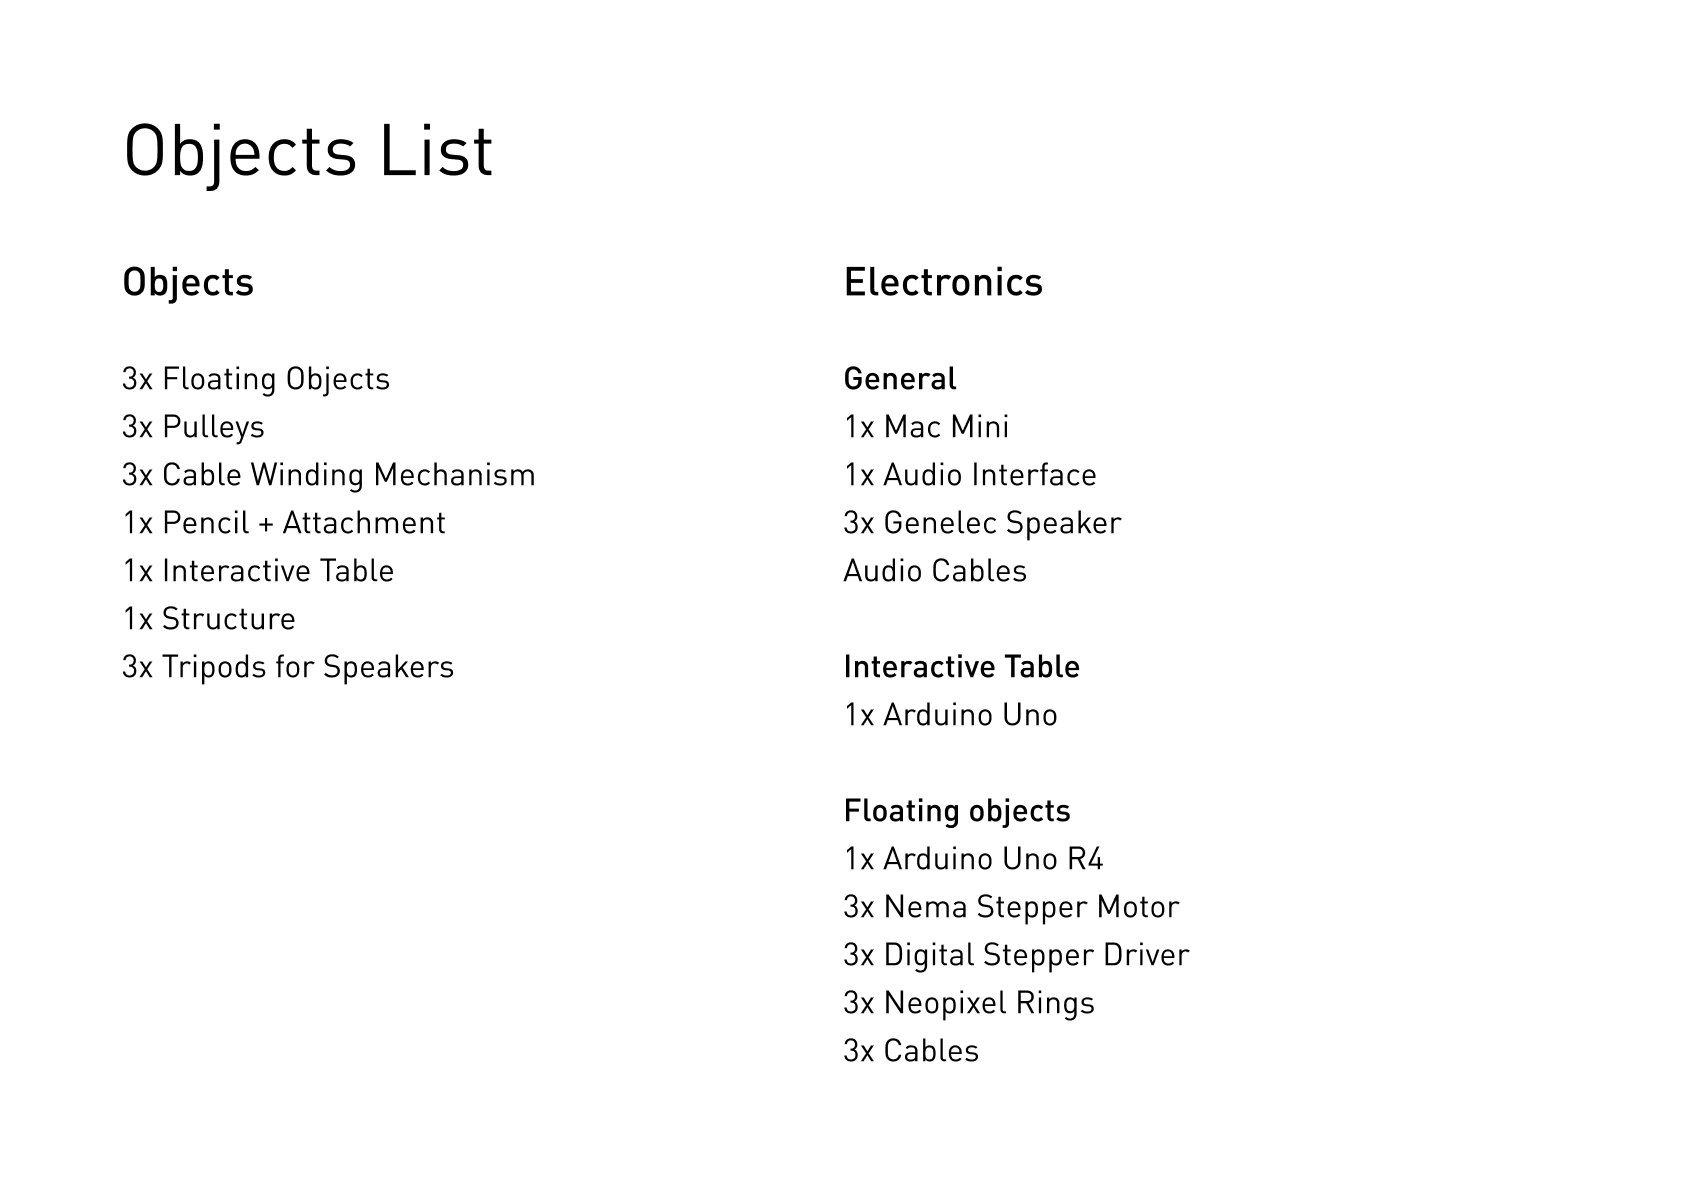 Objects List
Objects
3x Floating Objects
3x Pulleys
3x Cable Winding Mechanism
1x Pencil + Attachment
1x Interactive Table
1x Structure
3x Tripods for Speakers
Electronics
General
1x Mac Mini
1x Audio Interface
3x Genelec Speaker
Audio Cables
Interactive Table
1x Arduino Uno
Floating objects
1x Arduino Uno R4
3x Nema Stepper Motor
3x Digital Stepper Driver
3x Neopixel Rings
3x Cables